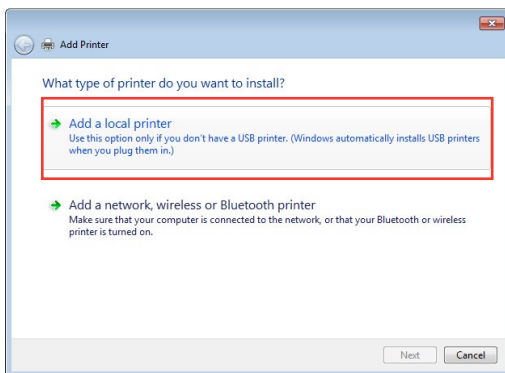 Add Printer
What type of printer do you want to install?
Add a local printer
Use this option only if you don't have a USB printer. (Windows automatically installs USB printers
when you plug them in.)
Add a network, wireless or Bluetooth printer
Make sure that your computer is connected to the network, or that your Bluetooth or wireless
printer is turned on.
Next Cancel